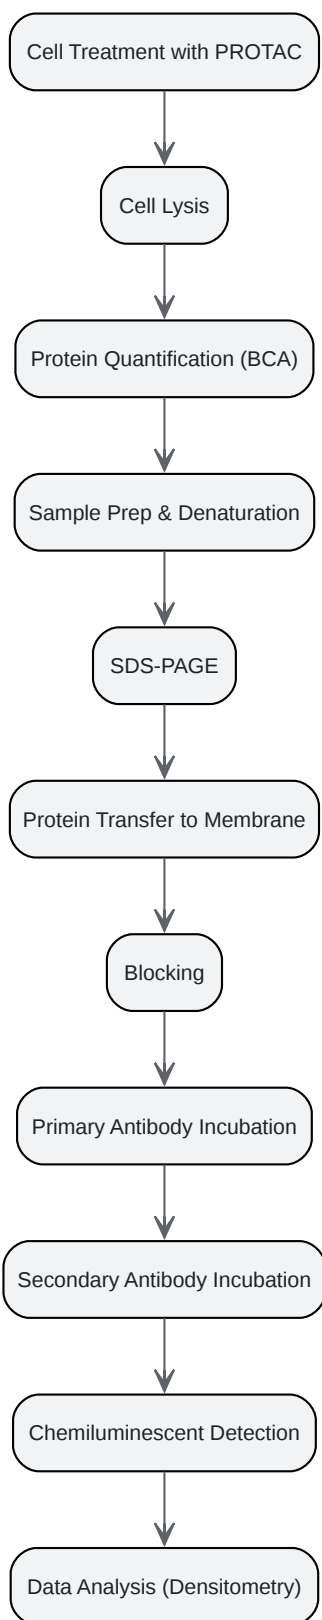 Cell Treatment with PROTAC
Cell Lysis
Protein Quantification (BCA)
Sample Prep & Denaturation
SDS-PAGE
Protein Transfer to Membrane
Blocking
Primary Antibody Incubation
Secondary Antibody Incubation
Chemiluminescent Detection
Data Analysis (Densitometry)